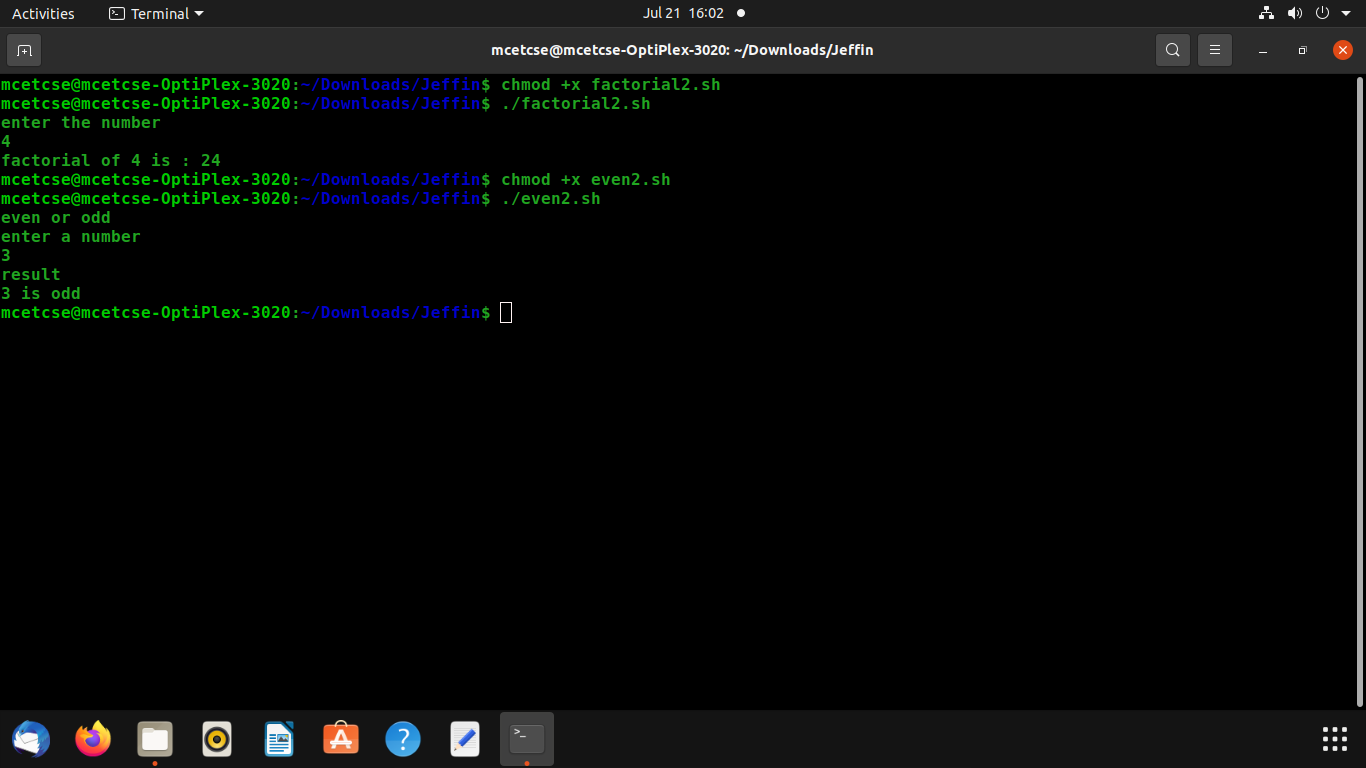 Activities
Terminal
Jul 21 16:02
mcetcse@mcetcse-OptiPlex-3020: ~/Downloads/Jeffin
mcetcse@mcetcse-OptiPlex-3020:~/Downloads/Jeffin$ chmod +x factorial2.sh
mcetcse@mcetcse-OptiPlex-3020:~/Downloads/Jeffin$ ./factorial2.sh
enter the number
4
factorial of 4 is : 24
mcetcse@mcetcse-OptiPlex-3020:~/Downloads/Jeffin$ chmod +x even2.sh
mcetcse@mcetcse-OptiPlex-3020:~/Downloads/Jeffin$ ./even2.sh
even or odd
enter a number
3
result
3 is odd
mcetcse@mcetcse-OptiPlex-3020:~/Downloads/Jeffin$